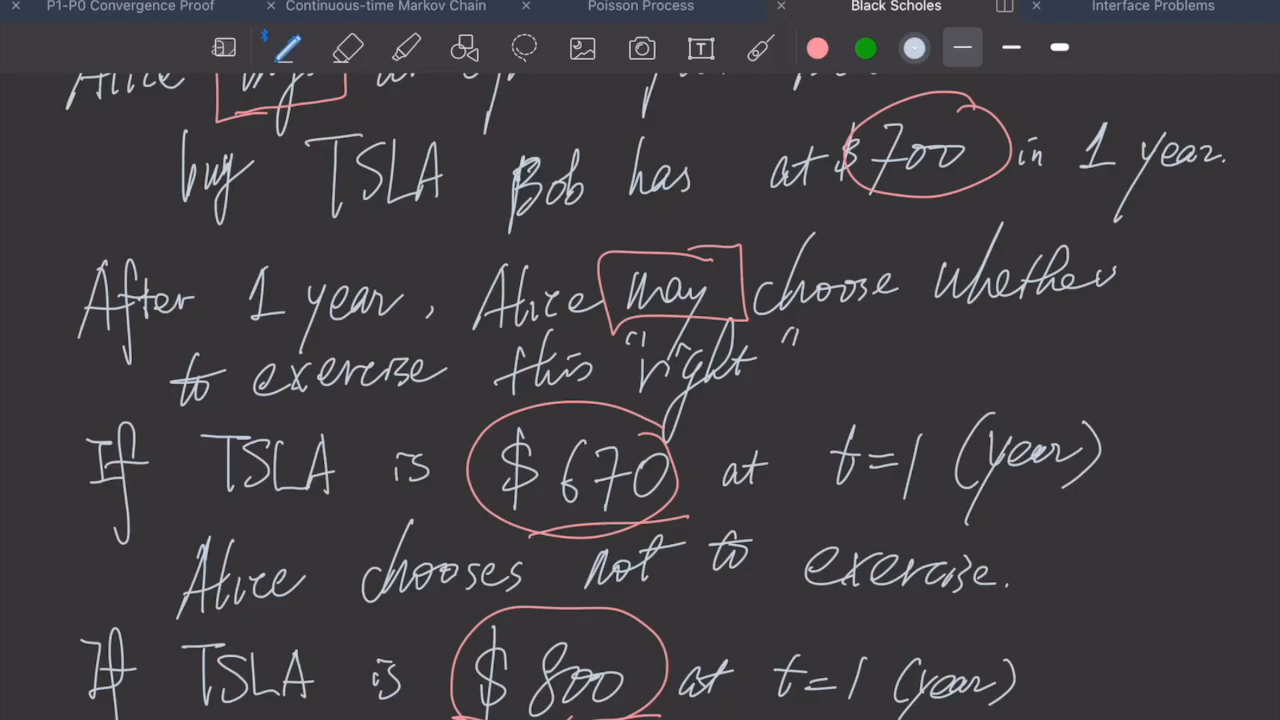 P1-P0 Convergence Proof
Continuous-time Markov Chain
Poisson Process
Black Scholes
Interface Problems
T
Alice
buy TSLA Bob has at $700 in 1 year.
After 1 year, Alice may choose whether
to exercise this "right"
If TSLA is $670 at t=1 (year)
Alice chooses not to exercise.
If TSLA is $800 at t=1 (year)